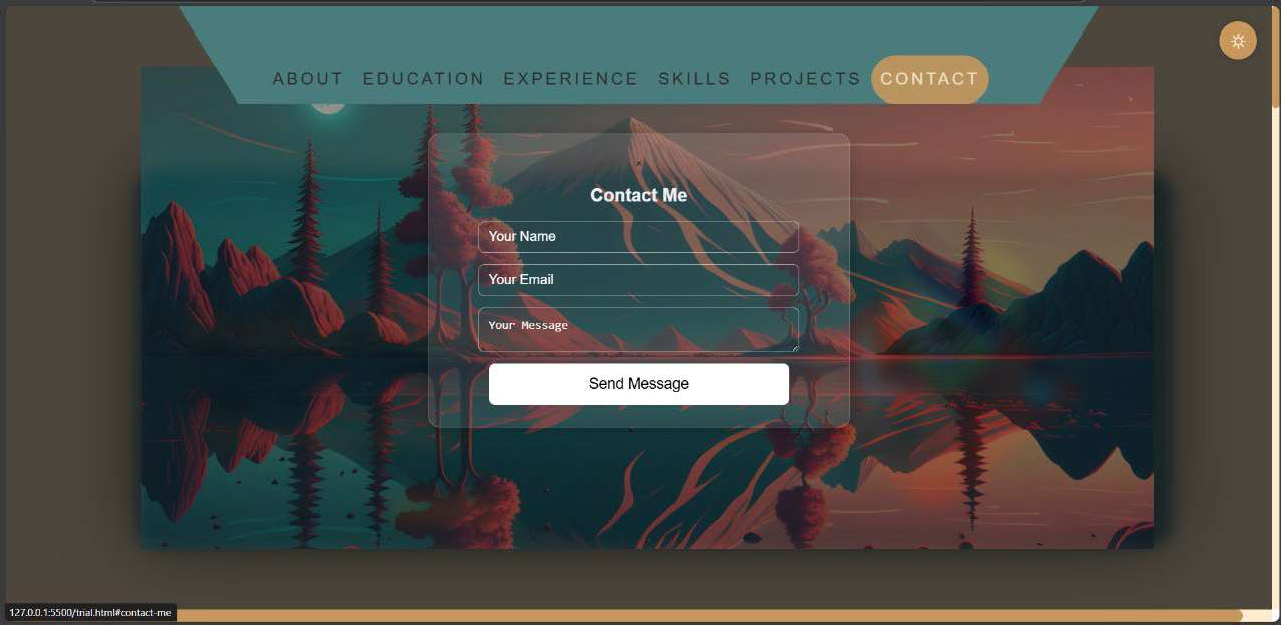 ABOUT EDUCATION EXPERIENCE SKILLS PROJECTS CONTACT
x
Contact Me
Your Name
Your Email
Your Message
Send Message
127.0.0.1:5500/trial.html#contact-me